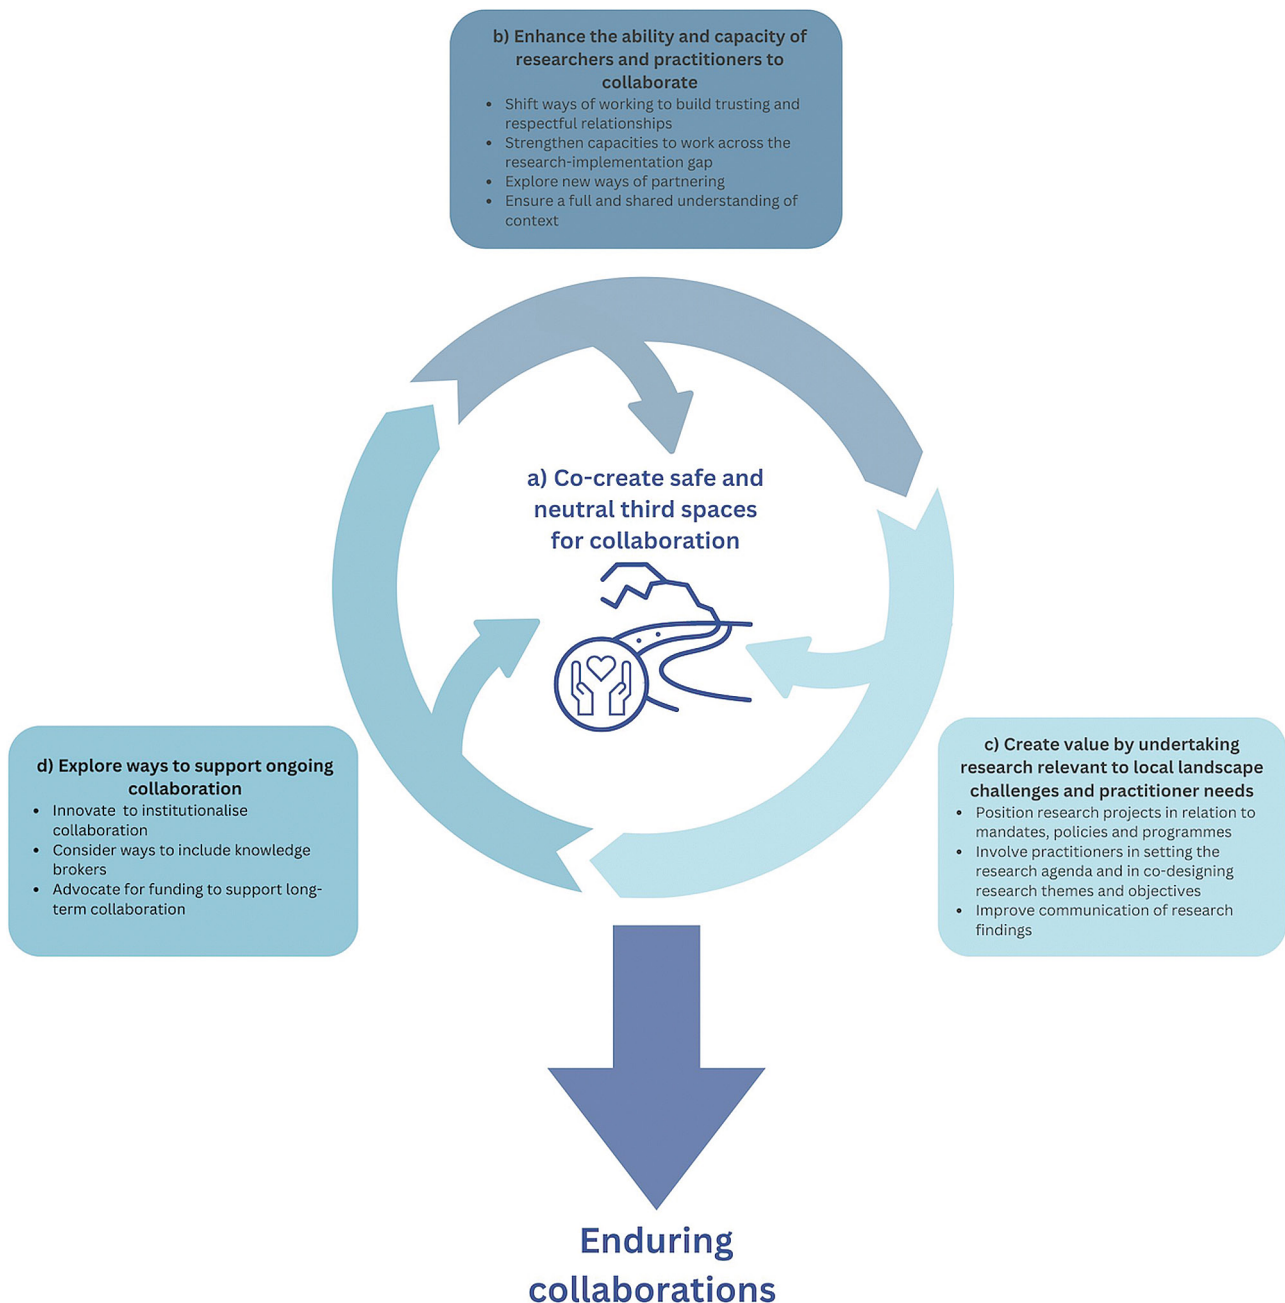 b) Enhance the ability and capacity of
researchers and practitioners to
collaborate
• Shift ways of working to build trusting and
respectful relationships
• Strengthen capacities to work across the
research-implementation gap
• Explore new ways of partnering
• Ensure a full and shared understanding of
context
a) Co-create safe and
neutral third spaces
for collaboration
d) Explore ways to support ongoing
collaboration
• Innovate to institutionalise
collaboration
• Consider ways to include knowledge
brokers
• Advocate for funding to support long-
term collaboration
c) Create value by undertaking
research relevant to local landscape
challenges and practitioner needs
• Position research projects in relation to
mandates, policies and programmes
• Involve practitioners in setting the
research agenda and in co-designing
research themes and objectives
• Improve communication of research
findings
Enduring
collaborations